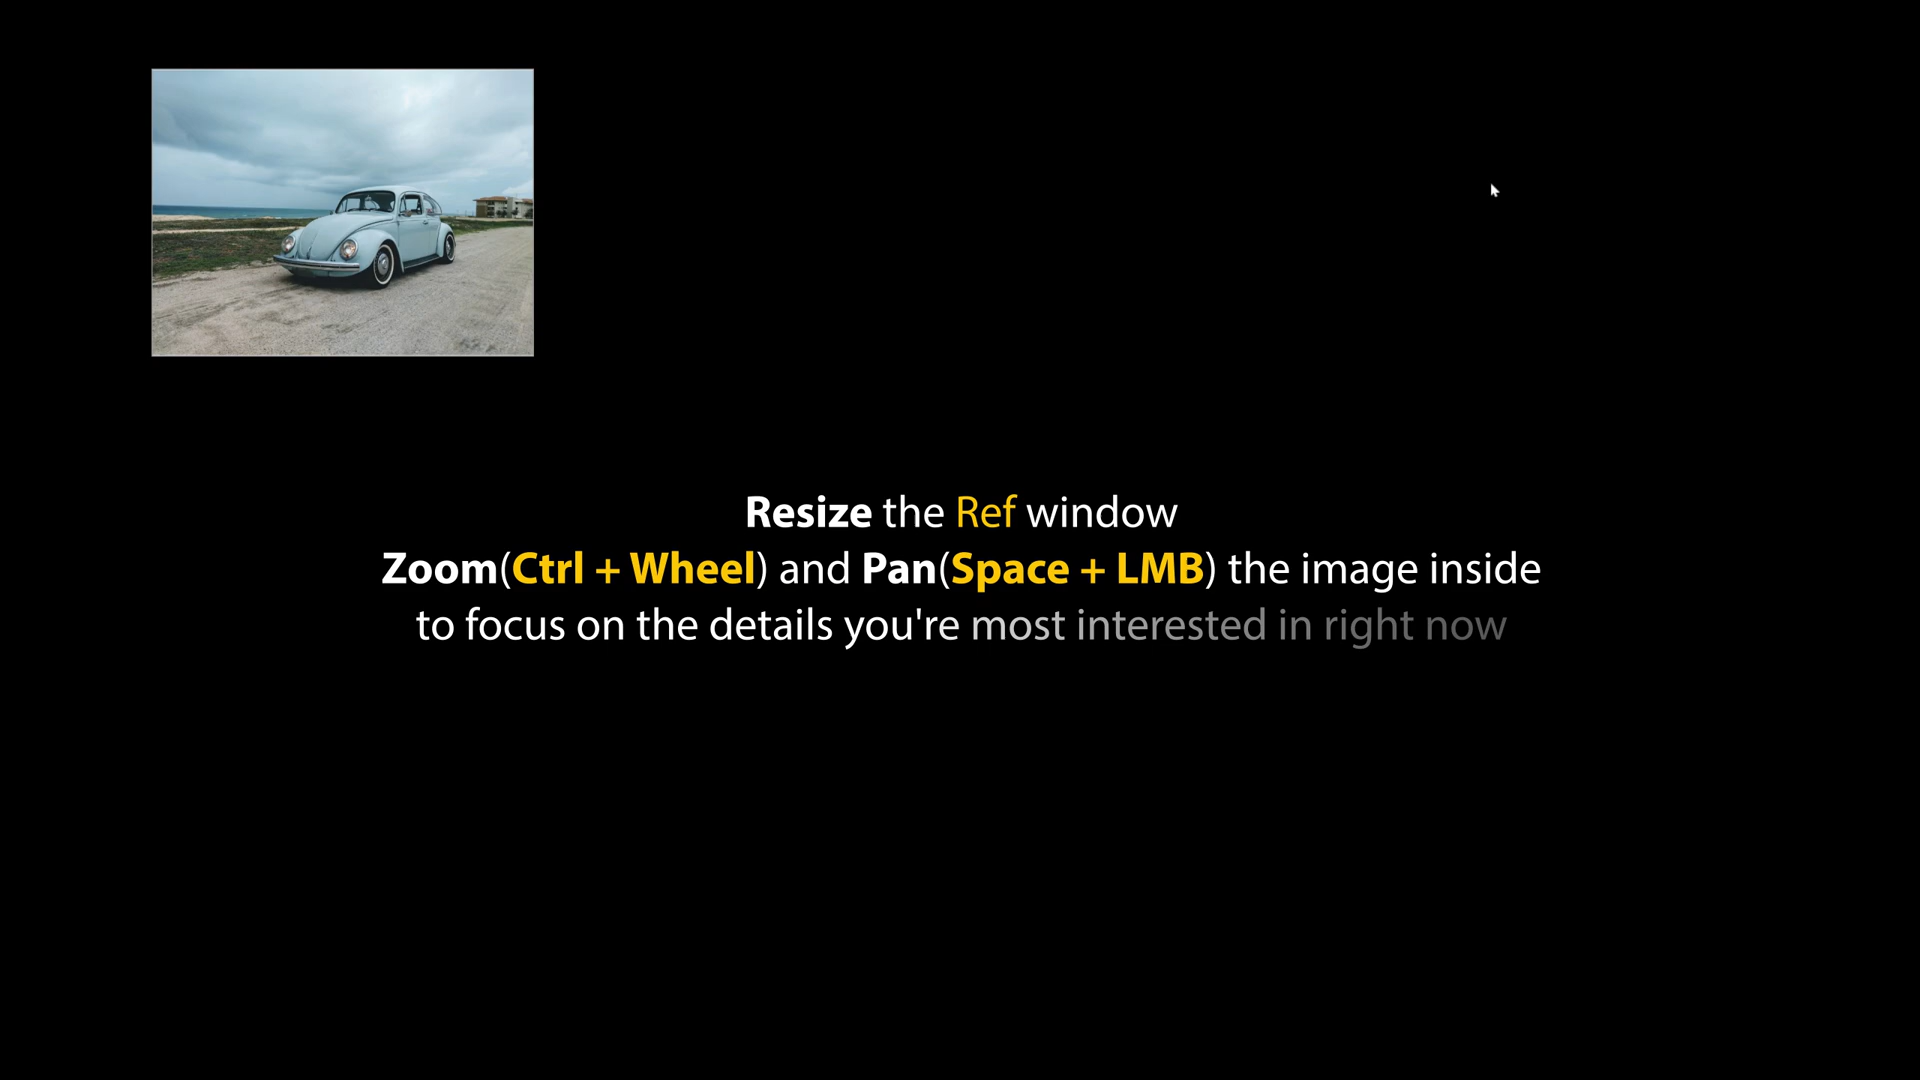 Resize the Ref window
Zoom(Ctrl + Wheel) and Pan(Space + LMB) the image inside
to focus on the details you're most interested in right now